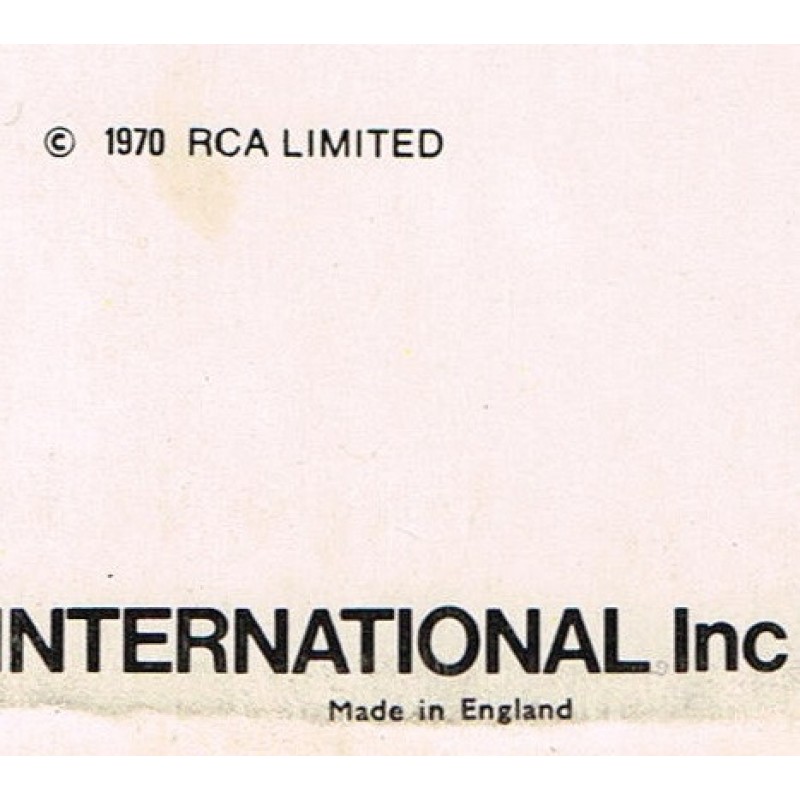 © 1970 RCA LIMITED
INTERNATIONAL Inc
Made in England